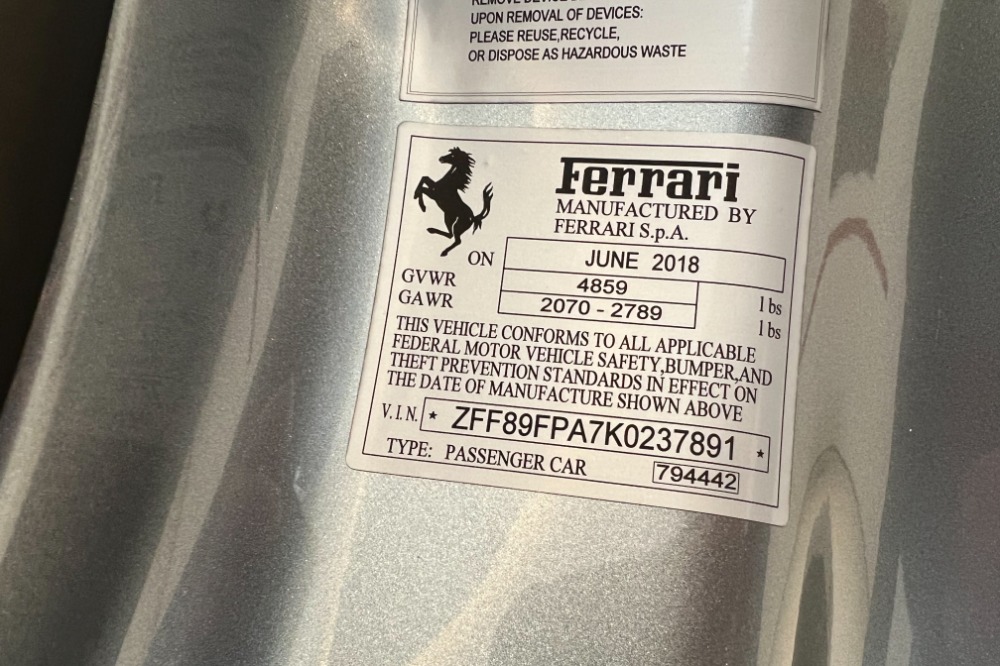 REMOVE DEVICE
UPON REMOVAL OF DEVICES:
PLEASE REUSE,RECYCLE,
OR DISPOSE AS HAZARDOUS WASTE
Ferrari
MANUFACTURED BY
FERRARI S.p.A.
ON JUNE 2018
GVWR 4859 lbs
GAWR 2070 - 2789 lbs
THIS VEHICLE CONFORMS TO ALL APPLICABLE
FEDERAL MOTOR VEHICLE SAFETY,BUMPER,AND
THEFT PREVENTION STANDARDS IN EFFECT ON
THE DATE OF MANUFACTURE SHOWN ABOVE
V.I.N. * ZFF89FPA7K0237891 *
TYPE: PASSENGER CAR 794442